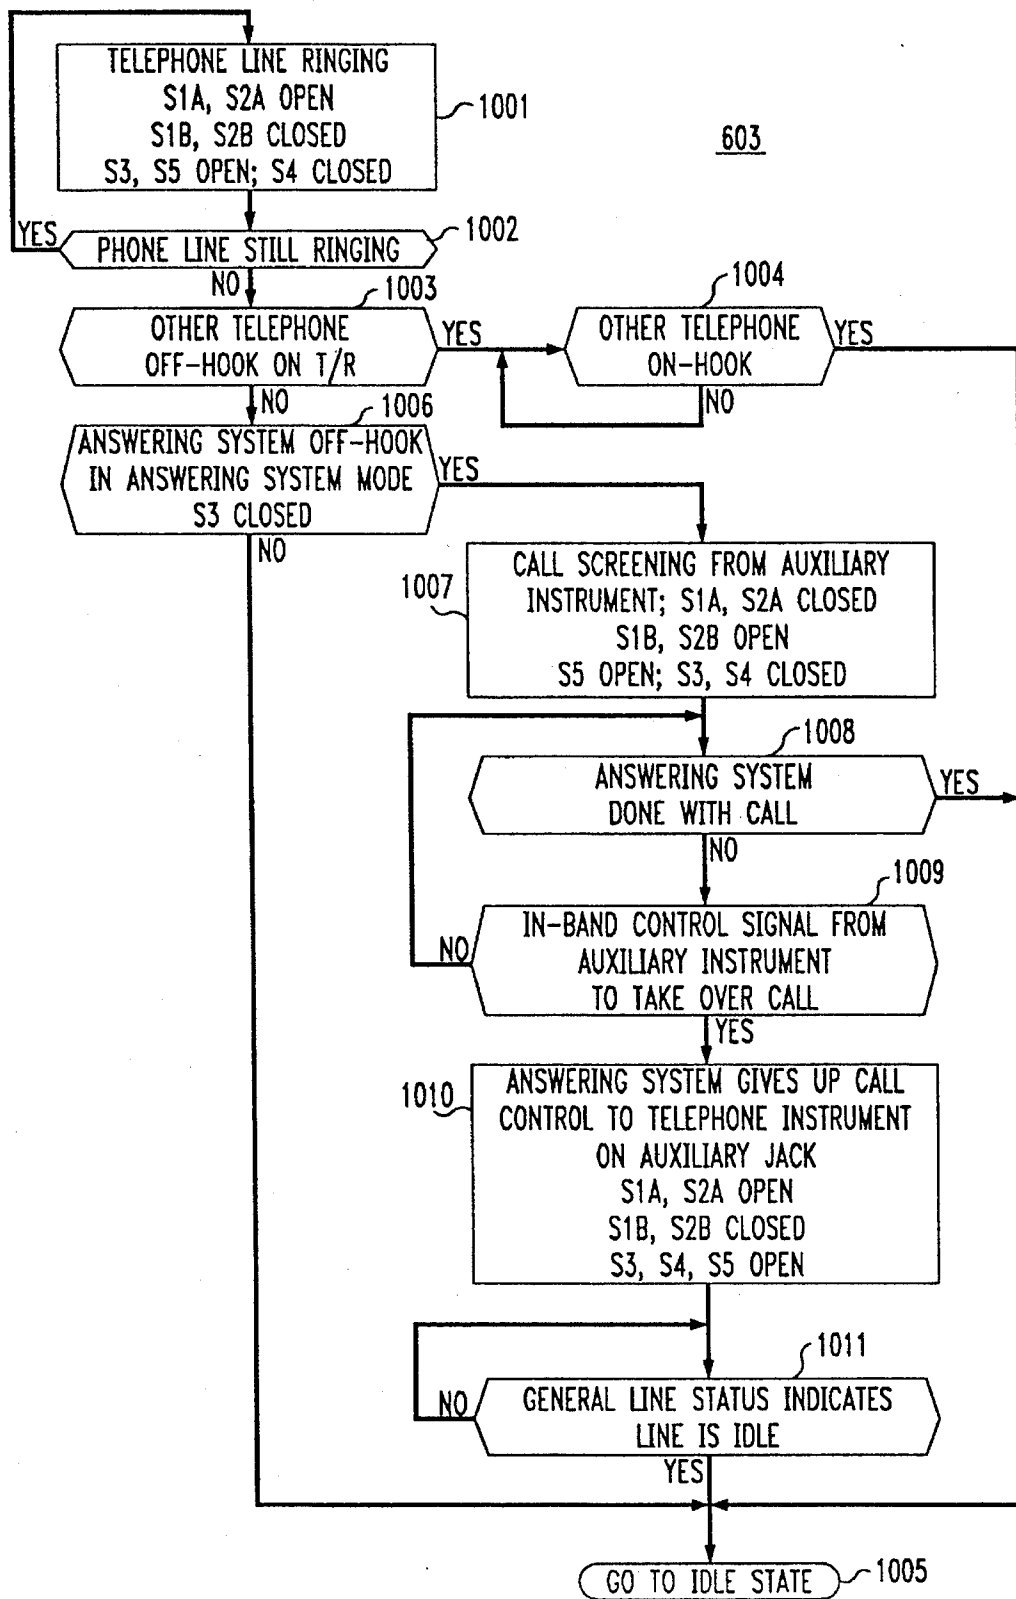 TELEPHONE LINE RINGING
S1A, S2A OPEN
S1B, S2B CLOSED
S3, S5 OPEN; S4 CLOSED
1001
603
YES
PHONE LINE STILL RINGING
1002
NO
1003
OTHER TELEPHONE
OFF-HOOK ON T/R
YES
1004
OTHER TELEPHONE
ON-HOOK
YES
NO
NO
1006
ANSWERING SYSTEM OFF-HOOK
IN ANSWERING SYSTEM MODE
S3 CLOSED
YES
NO
1007
CALL SCREENING FROM AUXILIARY
INSTRUMENT; S1A, S2A CLOSED
S1B, S2B OPEN
S5 OPEN; S3, S4 CLOSED
1008
ANSWERING SYSTEM
DONE WITH CALL
YES
NO
1009
IN-BAND CONTROL SIGNAL FROM
AUXILIARY INSTRUMENT
TO TAKE OVER CALL
NO
YES
1010
ANSWERING SYSTEM GIVES UP CALL
CONTROL TO TELEPHONE INSTRUMENT
ON AUXILIARY JACK
S1A, S2A OPEN
S1B, S2B CLOSED
S3, S4, S5 OPEN
1011
GENERAL LINE STATUS INDICATES
LINE IS IDLE
NO
YES
GO TO IDLE STATE
1005